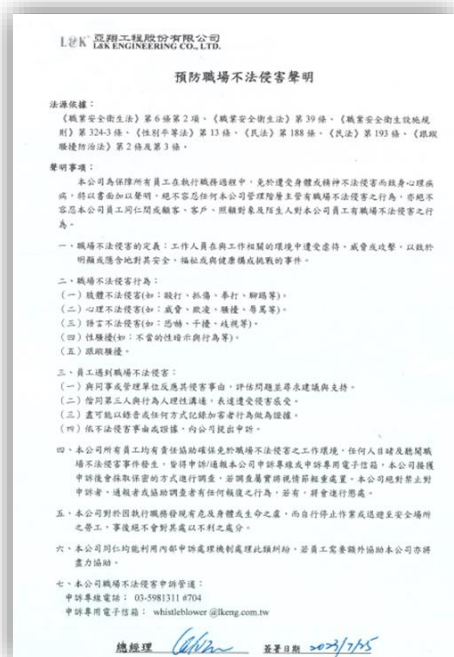 L&K 亞翔工程股份有限公司
L&K ENGINEERING CO., LTD.
預防職場不法侵害聲明
法源依據：
《職業安全衛生法》第 6 條第 2 項、《職業安全衛生法》第 39 條、《職業安全衛生設施規
則》第 324-3 條、《性別平等法》第 13 條、《民法》第 188 條、《民法》第 193 條、《跟蹤
騷擾防治法》第 2 條及第 3 條。
聲明事項：
本公司為保障所有員工在執行職務過程中，免於遭受身體或精神不法侵害而致身心理疾
病，特以書面加以聲明，絕不容忍任何本公司管理階層主管有職場不法侵害之行為，亦絕不
容忍本公司員工同仁間或顧客、客戶、照顧對象及陌生人對本公司員工有職場不法侵害之行
為。
一、職場不法侵害的定義：工作人員在與工作相關的環境中遭受虐待、威脅或攻擊，以致於
明顯或應含地對其安全、福祉或與健康構成挑戰的事件。
二、職場不法侵害行為：
（一）肢體不法侵害(如：毆打、抓傷、拳打、腳踢等)。
（二）心理不法侵害(如：威脅、欺凌、騷擾、辱罵等)。
（三）語言不法侵害(如：恐嚇、干擾、歧視等)。
（四）性騷擾(如：不當的性暗示與行為等)。
（五）跟蹤騷擾。
三、員工遇到職場不法侵害：
（一）與同事或管理單位反應其侵害事由，評估問題並尋求建議與支持。
（二）偕同第三人與行為人理性溝通，表達遭受侵害感受。
（三）盡可能以錄音或任何方式記錄加害者行為做為證據。
（四）依不法侵害事由或證據，向公司提出申訴。
四、本公司所有員工均有責任協助確保免於職場不法侵害之工作環境，任何人目睹及聽聞職
場不法侵害事件發生，皆得申訴/通報本公司申訴專線或申訴專用電子信箱，本公司接獲
申訴後會採取保密的方式進行調查，若調查屬實將視情節輕重處置，本公司絕對禁止對
申訴者、通報者或協助調查者有任何報復之行為，若有，將會進行懲處。
五、本公司對於因執行職務發現有危及身體或生命之虞，而自行停止作業或退避至安全場所
之勞工，事後絕不會對其處以不利之處分。
六、本公司同仁均能利用內部申訴處理機制處理此類糾紛，若員工需要額外協助本公司亦將
盡力協助。
七、本公司職場不法侵害申訴管道：
申訴專線電話： 03-5981311 #704
申訴專用電子信箱： whistleblower @lkeng.com.tw
總經理 簽署日期 2023/7/25